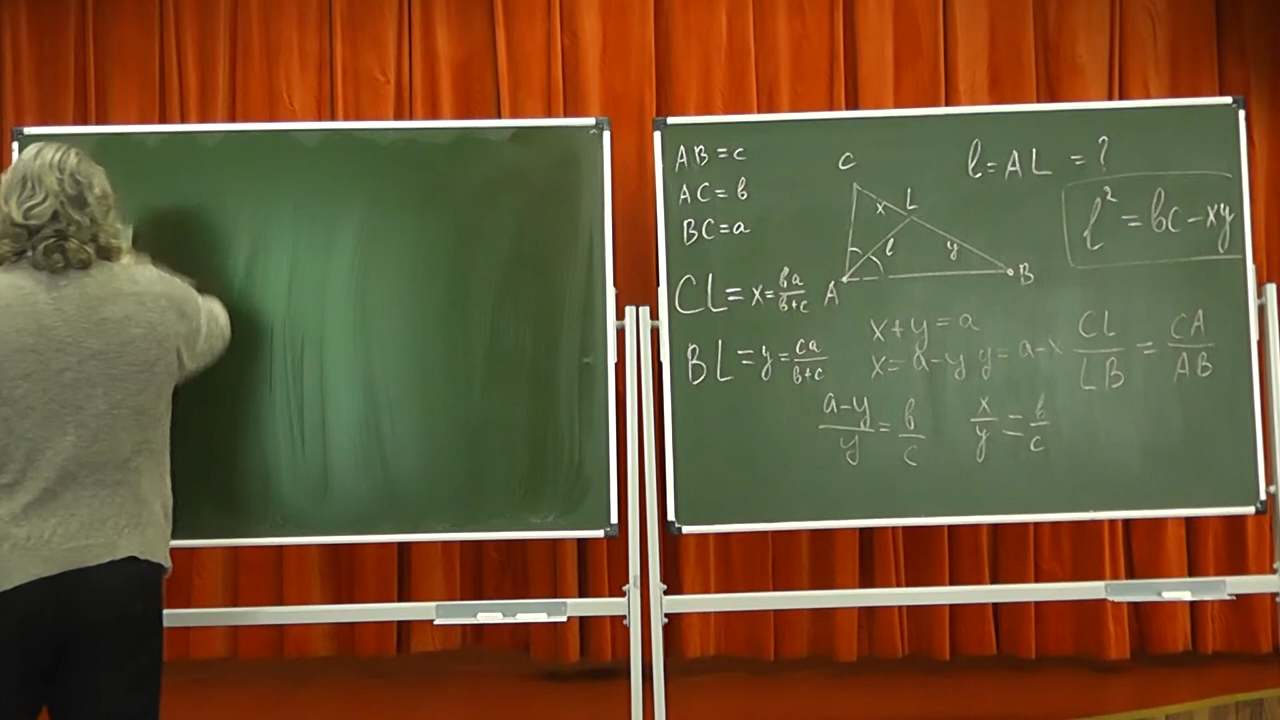 AB = c
AC = b
BC = a
CL = x = ba/(b+c)
BL = y = ca/(b+c)
C
x
L
l
y
A
B
l = AL = ?
l² = bc - xy
x + y = a
x = a - y y = a - x
CL/LB = CA/AB
(a-y)/y = b/c
x/y = b/c